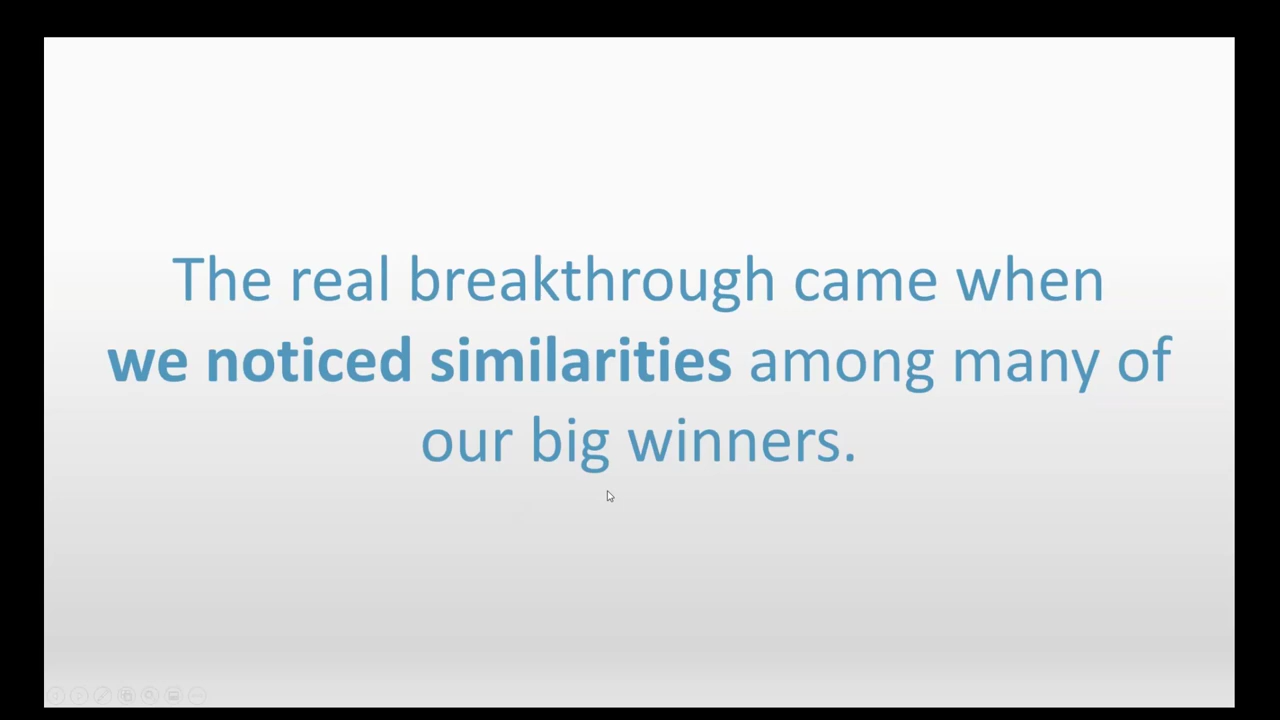 The real breakthrough came when
we noticed similarities among many of
our big winners.